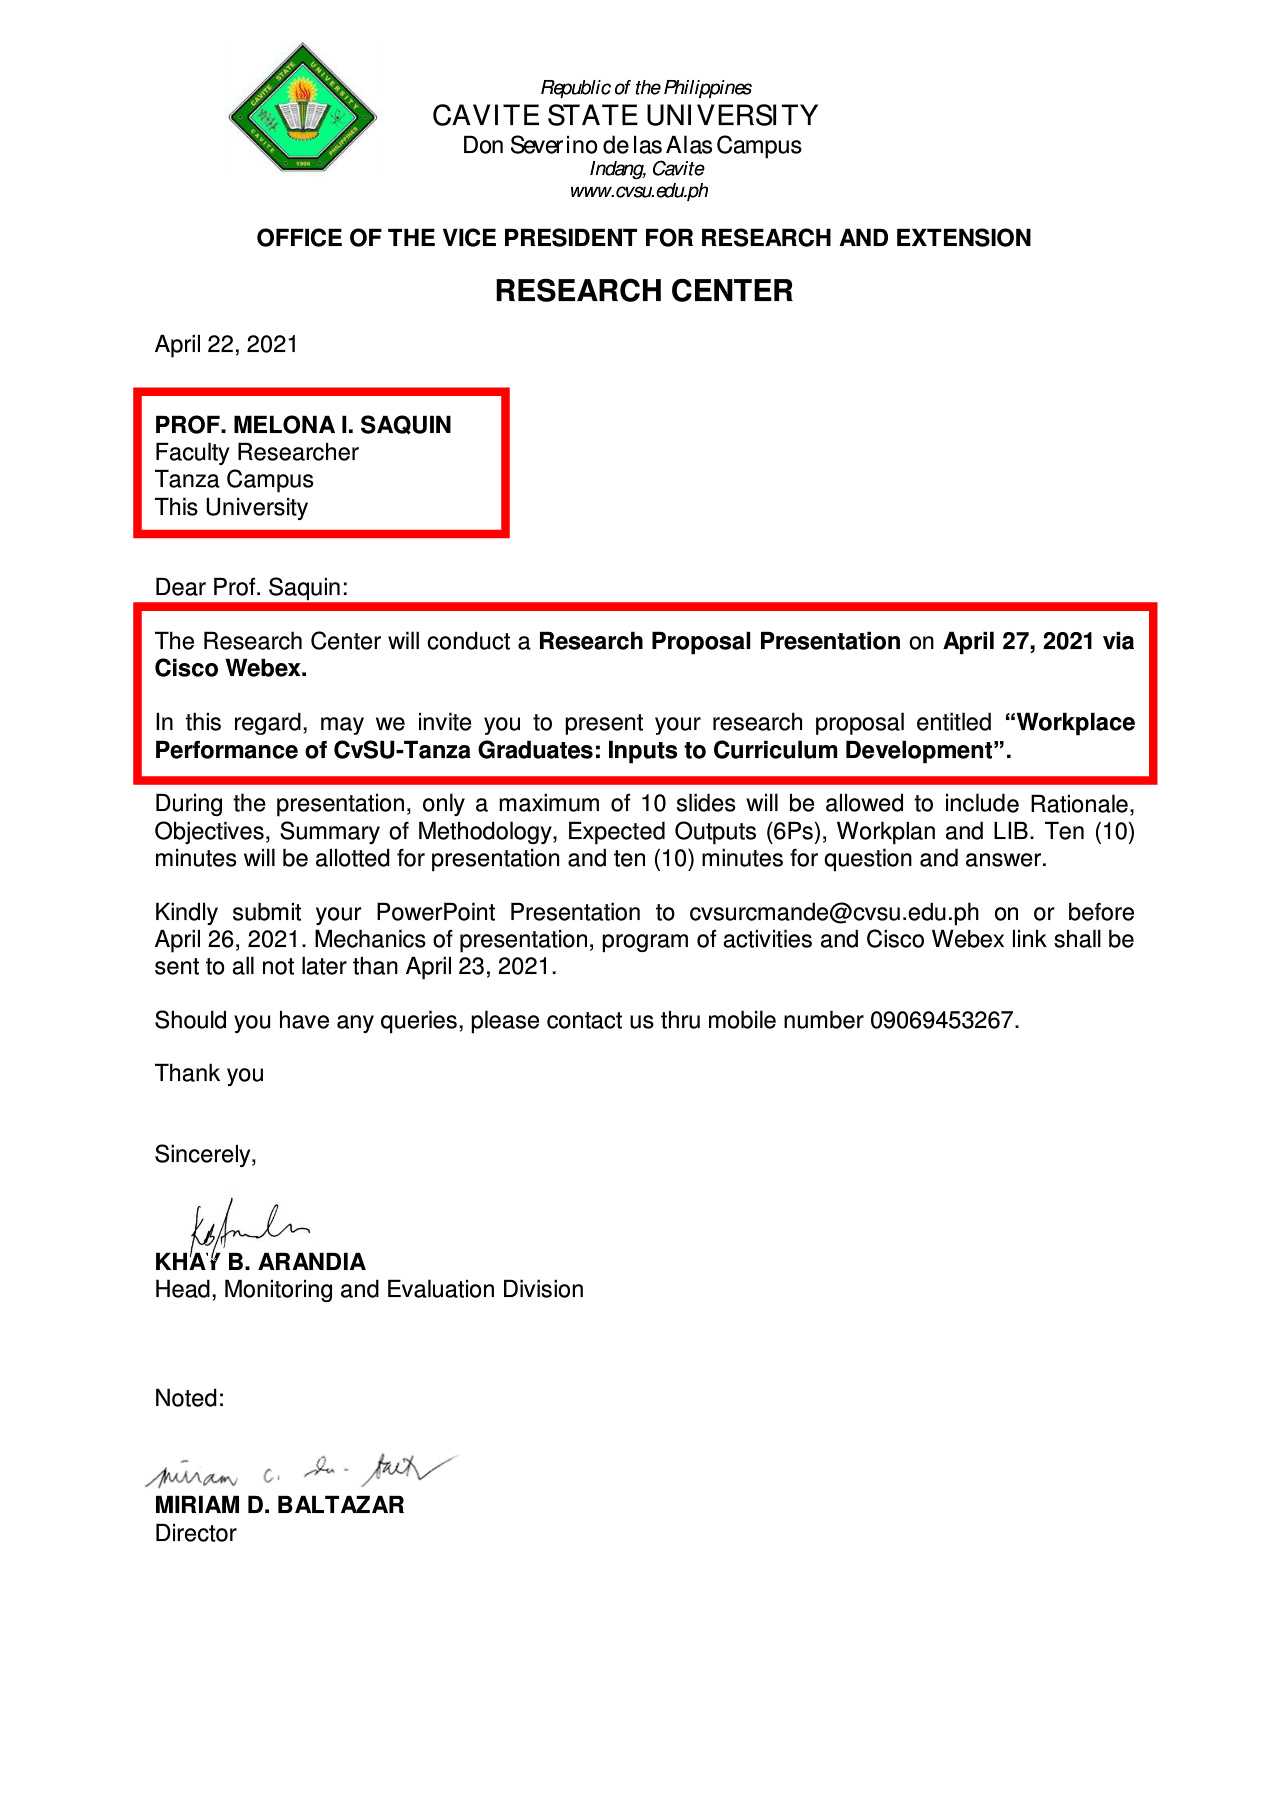 CAVITE STATE UNIVERSITY
CAVITE PHILIPPINES
1906
Republic of the Philippines
CAVITE STATE UNIVERSITY
Don Severino de las Alas Campus
Indang, Cavite
www.cvsu.edu.ph
OFFICE OF THE VICE PRESIDENT FOR RESEARCH AND EXTENSION
RESEARCH CENTER
April 22, 2021
PROF. MELONA I. SAQUIN
Faculty Researcher
Tanza Campus
This University
Dear Prof. Saquin:
The Research Center will conduct a Research Proposal Presentation on April 27, 2021 via
Cisco Webex.
In this regard, may we invite you to present your research proposal entitled “Workplace
Performance of CvSU-Tanza Graduates: Inputs to Curriculum Development”.
During the presentation, only a maximum of 10 slides will be allowed to include Rationale,
Objectives, Summary of Methodology, Expected Outputs (6Ps), Workplan and LIB. Ten (10)
minutes will be allotted for presentation and ten (10) minutes for question and answer.
Kindly submit your PowerPoint Presentation to cvsurcmande@cvsu.edu.ph on or before
April 26, 2021. Mechanics of presentation, program of activities and Cisco Webex link shall be
sent to all not later than April 23, 2021.
Should you have any queries, please contact us thru mobile number 09069453267.
Thank you
Sincerely,
KHAY B. ARANDIA
Head, Monitoring and Evaluation Division
Noted:
MIRIAM D. BALTAZAR
Director